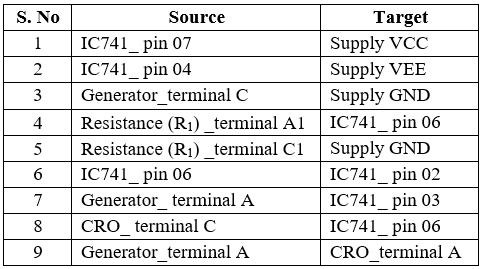 S. No Source Target
1 IC741_ pin 07 Supply VCC
2 IC741_ pin 04 Supply VEE
3 Generator_terminal C Supply GND
4 Resistance (R₁) _terminal A1 IC741_ pin 06
5 Resistance (R₁) _terminal C1 Supply GND
6 IC741_ pin 06 IC741_ pin 02
7 Generator_ terminal A IC741_ pin 03
8 CRO_ terminal C IC741_ pin 06
9 Generator_terminal A CRO_terminal A